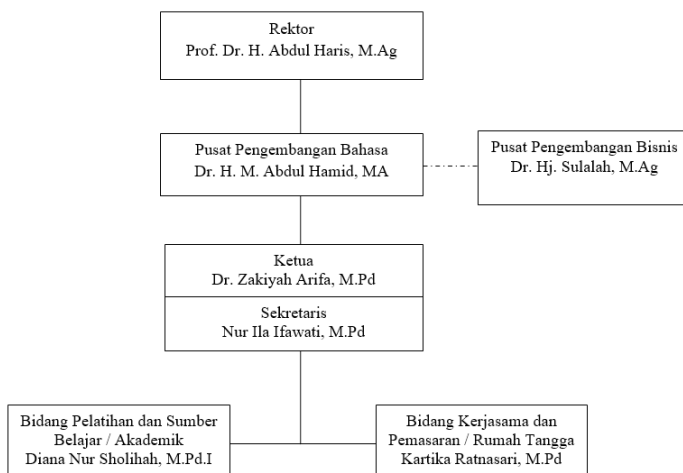 Rektor
Prof. Dr. H. Abdul Haris, M.Ag
Pusat Pengembangan Bahasa
Dr. H. M. Abdul Hamid, MA
Pusat Pengembangan Bisnis
Dr. Hj. Sulalah, M.Ag
Ketua
Dr. Zakiyah Arifa, M.Pd
Sekretaris
Nur Ila Ifawati, M.Pd
Bidang Pelatihan dan Sumber
Belajar / Akademik
Diana Nur Sholihah, M.Pd.I
Bidang Kerjasama dan
Pemasaran / Rumah Tangga
Kartika Ratnasari, M.Pd